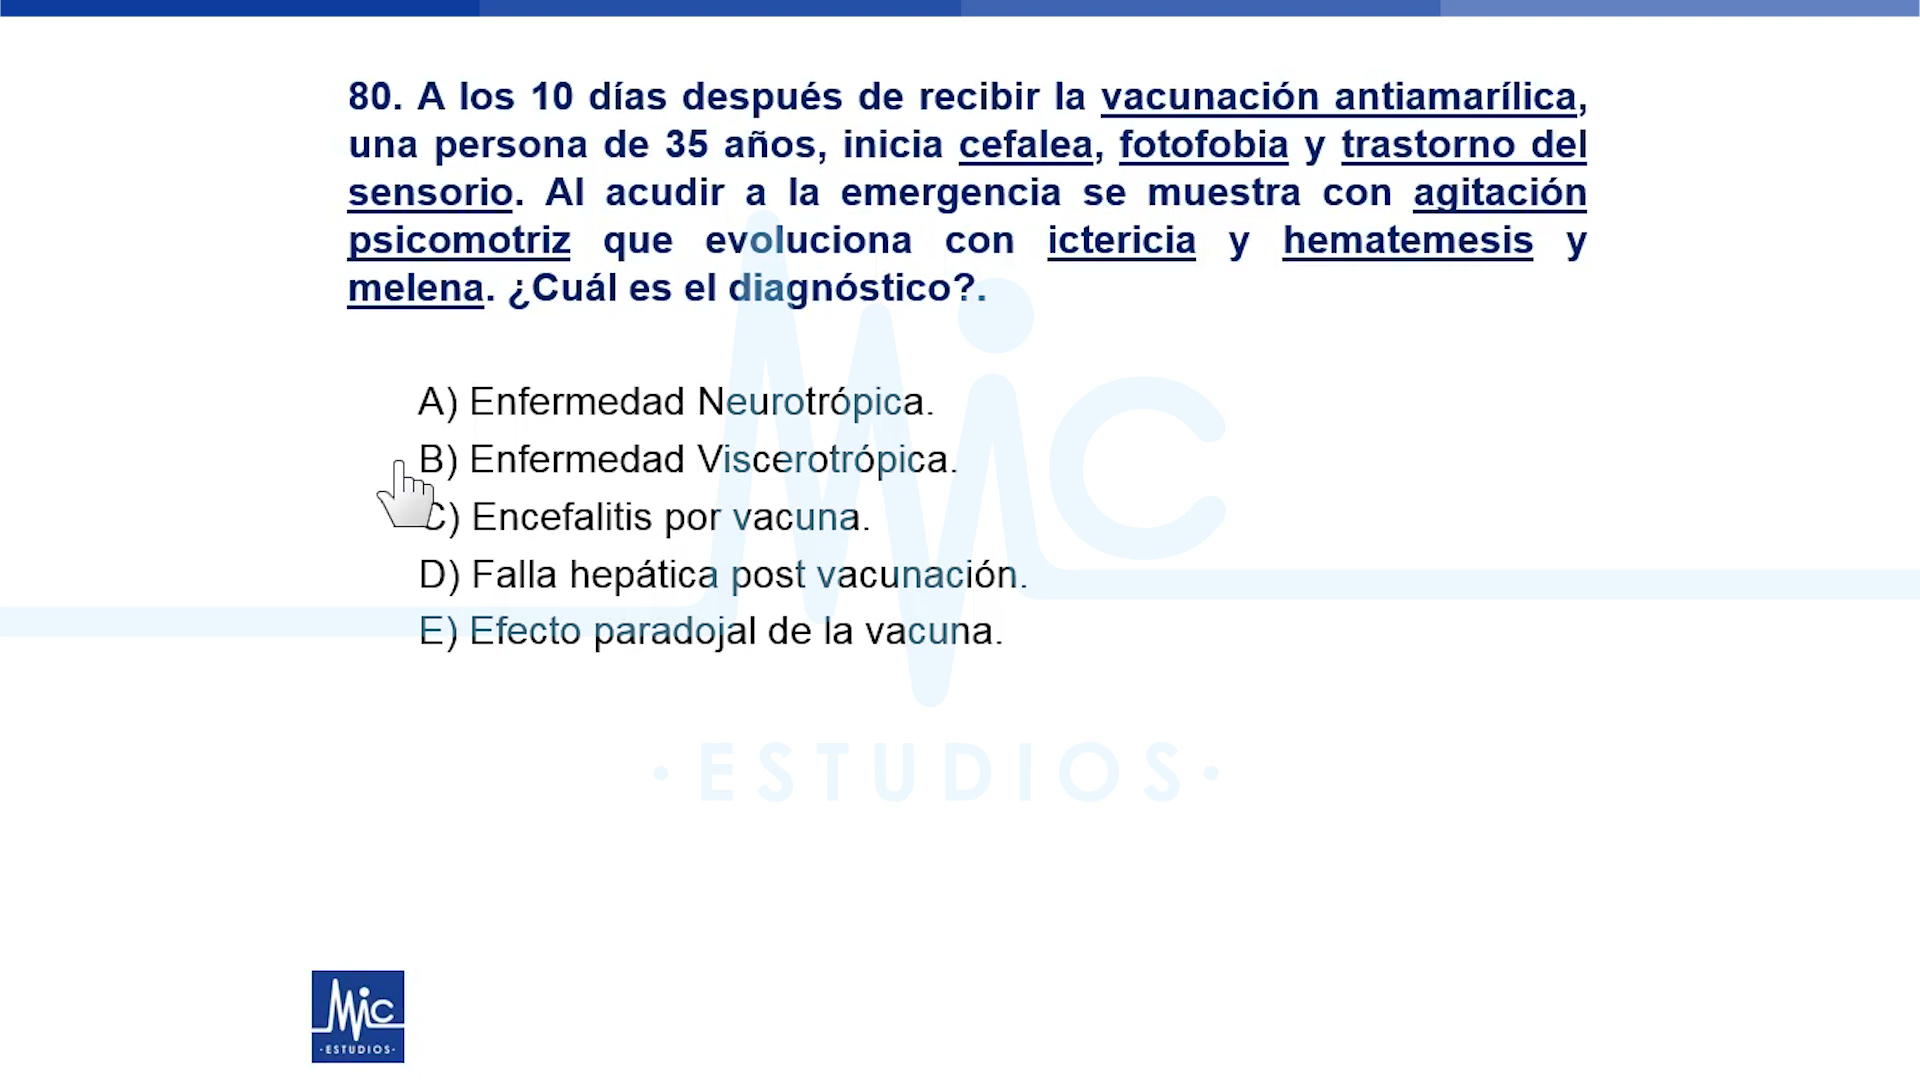 80. A los 10 días después de recibir la vacunación antiamarílica,
una persona de 35 años, inicia cefalea, fotofobia y trastorno del
sensorio. Al acudir a la emergencia se muestra con agitación
psicomotriz que evoluciona con ictericia y hematemesis y
melena. ¿Cuál es el diagnóstico?.
A) Enfermedad Neurotrópica.
B) Enfermedad Viscerotrópica.
C) Encefalitis por vacuna.
D) Falla hepática post vacunación.
E) Efecto paradojal de la vacuna.
MIC
·ESTUDIOS·
MIC
·ESTUDIOS·